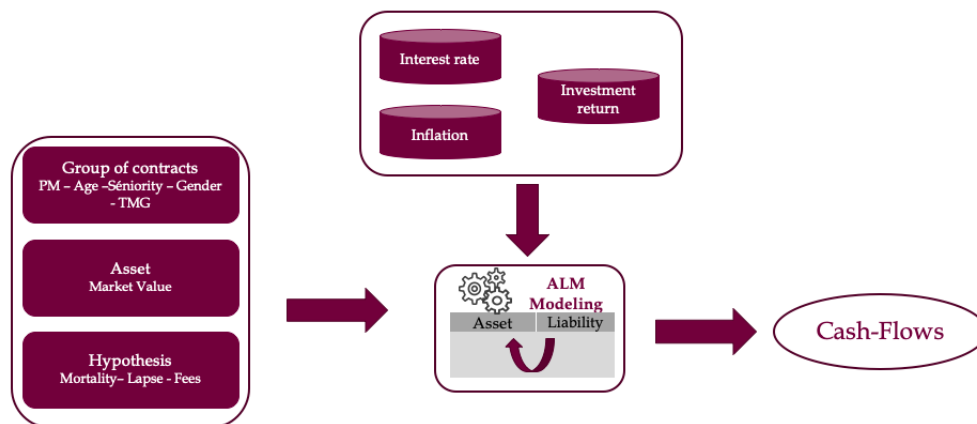 Interest rate
Investment
return
Inflation
Group of contracts
PM – Age –Séniority – Gender
- TMG
Asset
Market Value
Hypothesis
Mortality– Lapse - Fees
ALM
Modeling
Asset
Liability
Cash-Flows